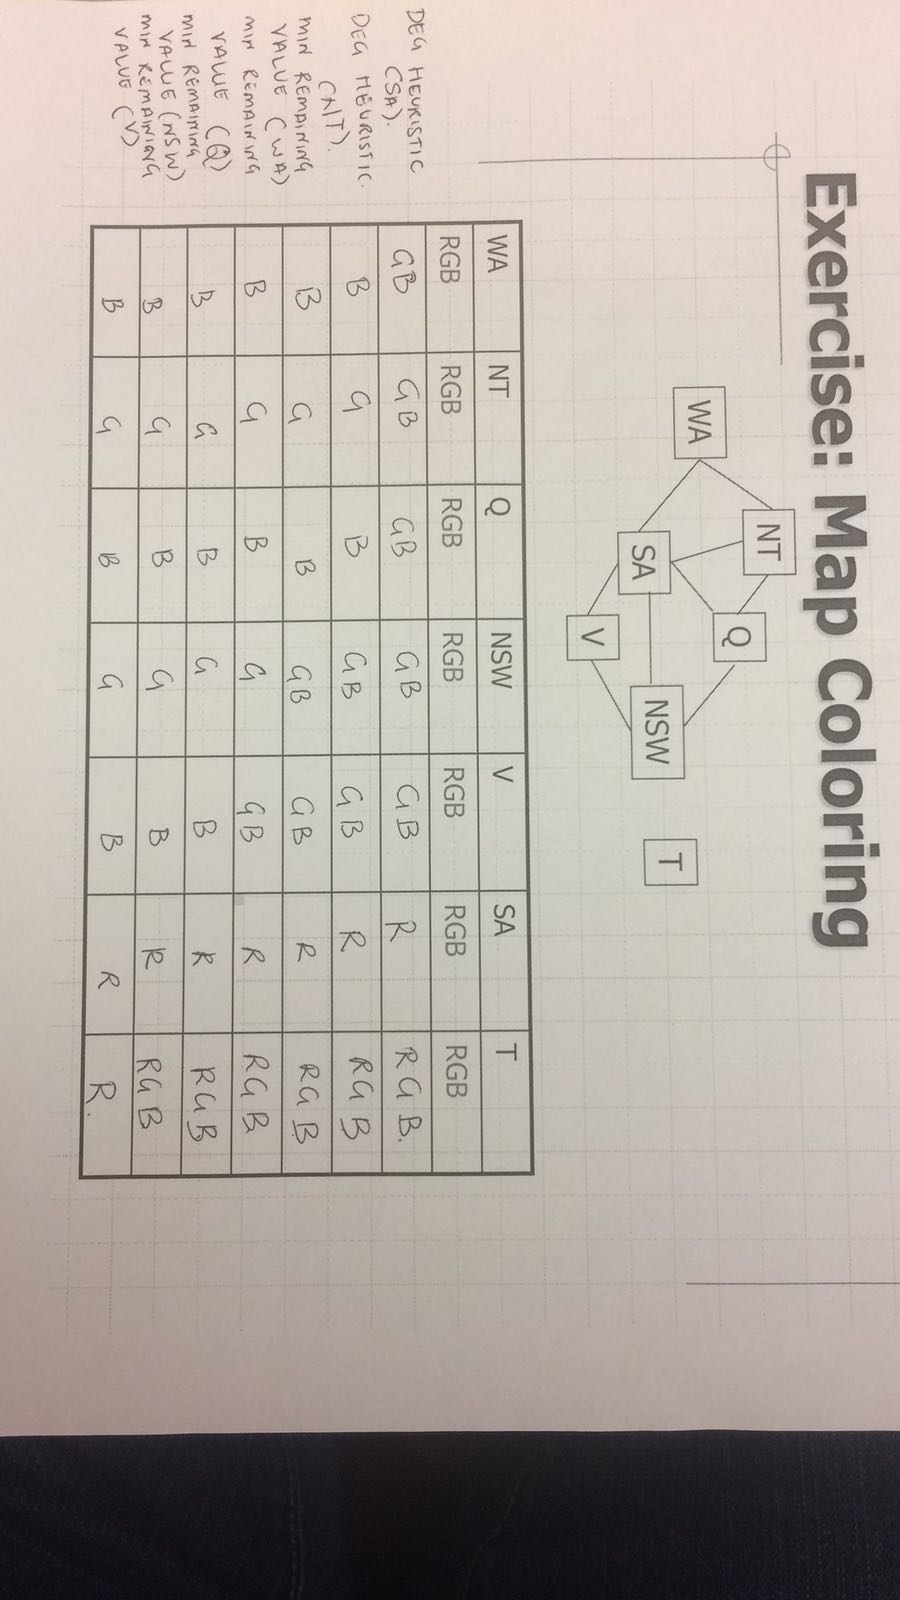 Exercise: Map Coloring
NT
Q
WA
T
NSW
SA
V
WA NT Q NSW V SA T
RGB RGB RGB RGB RGB RGB RGB
DEG HEURISTIC
(SA).
GB GB GB GB GB R RGB.
DEG HEURISTIC.
(NT).
B G B GB GB R RGB
MIN REMAINING
VALUE (WA)
B G B GB GB R RGB
MIN REMAINING
VALUE (Q)
B G B G GB R RGB
MIN REMAINING
VALUE (NSW)
B G B G B R RGB
MIN REMAINING
VALUE (V)
B G B G B R RGB
B G B G B R R.